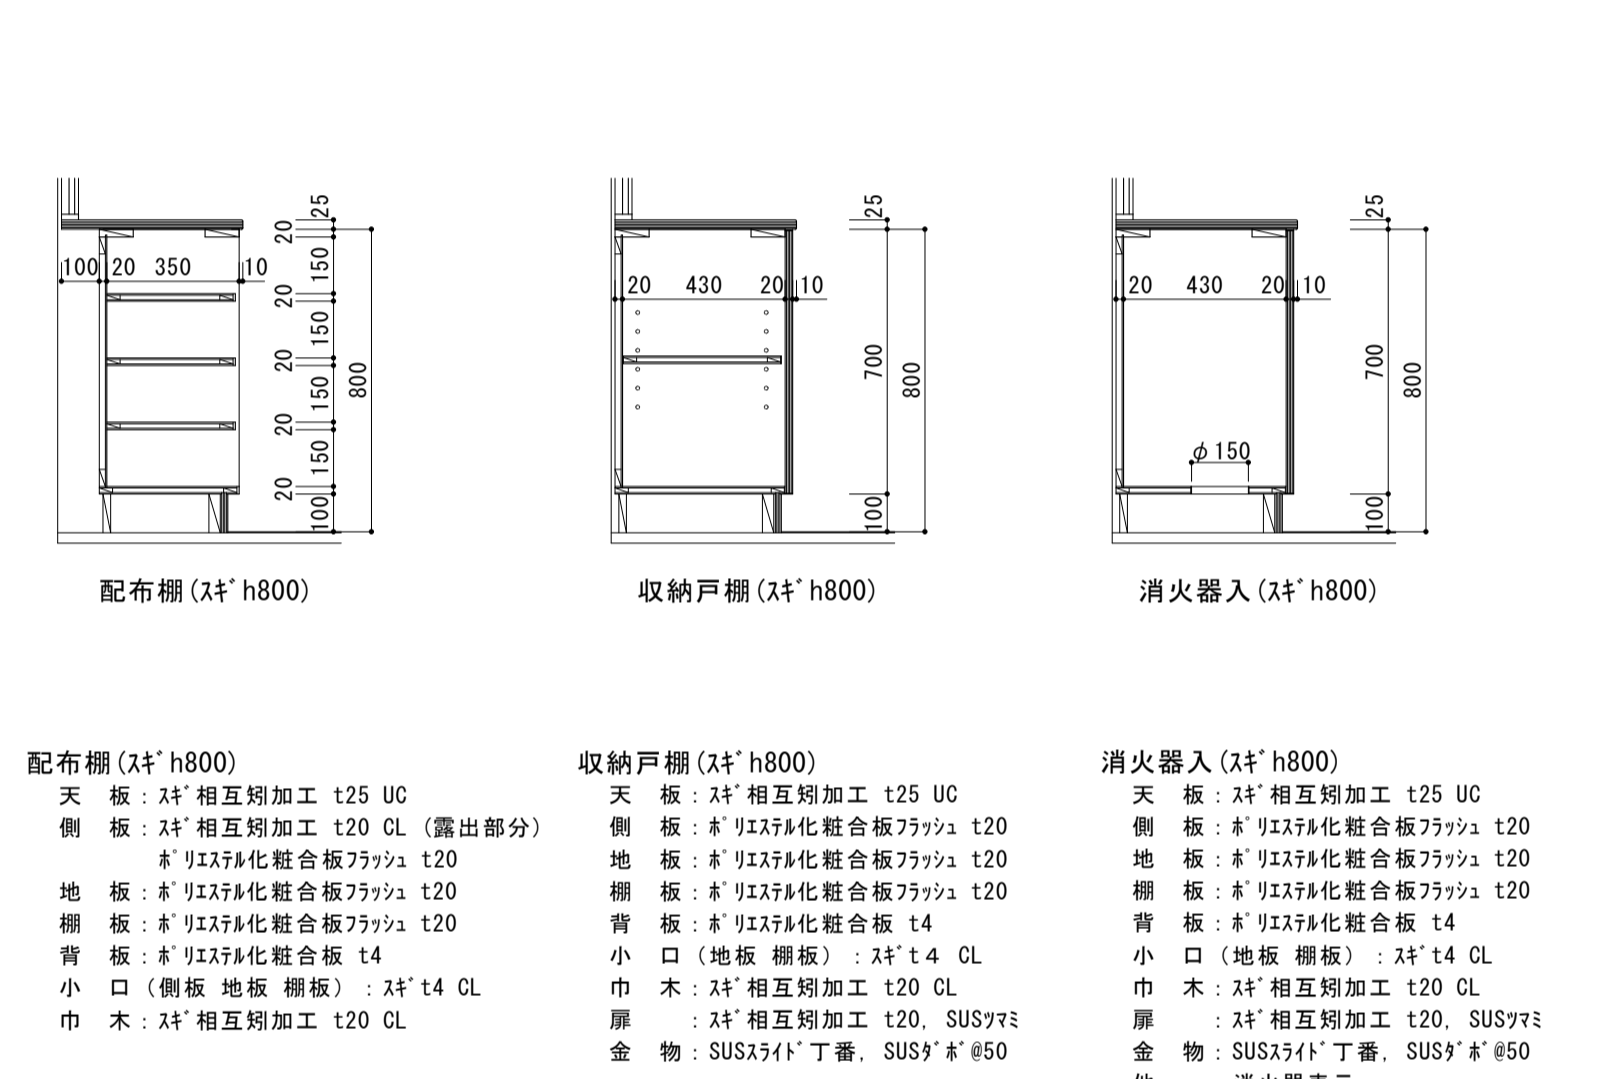 25
20
150
100 20 350 10
20
150
20
150
800
20
150
20
100
配布棚(ｽｷﾞh800)
25
20 430 20 10
700
800
100
収納戸棚(ｽｷﾞh800)
25
20 430 20 10
700
800
φ150
100
消火器入(ｽｷﾞh800)
配布棚(ｽｷﾞh800)
天 板：ｽｷﾞ相互矧加工 t25 UC
側 板：ｽｷﾞ相互矧加工 t20 CL（露出部分）
ﾎﾟﾘｴｽﾃﾙ化粧合板ﾌﾗｯｼｭ t20
地 板：ﾎﾟﾘｴｽﾃﾙ化粧合板ﾌﾗｯｼｭ t20
棚 板：ﾎﾟﾘｴｽﾃﾙ化粧合板ﾌﾗｯｼｭ t20
背 板：ﾎﾟﾘｴｽﾃﾙ化粧合板 t4
小 口（側板 地板 棚板）：ｽｷﾞt4 CL
巾 木：ｽｷﾞ相互矧加工 t20 CL
収納戸棚(ｽｷﾞh800)
天 板：ｽｷﾞ相互矧加工 t25 UC
側 板：ﾎﾟﾘｴｽﾃﾙ化粧合板ﾌﾗｯｼｭ t20
地 板：ﾎﾟﾘｴｽﾃﾙ化粧合板ﾌﾗｯｼｭ t20
棚 板：ﾎﾟﾘｴｽﾃﾙ化粧合板ﾌﾗｯｼｭ t20
背 板：ﾎﾟﾘｴｽﾃﾙ化粧合板 t4
小 口（地板 棚板）：ｽｷﾞt４ CL
巾 木：ｽｷﾞ相互矧加工 t20 CL
扉 ：ｽｷﾞ相互矧加工 t20, SUSﾂﾏﾐ
金 物：SUSｽﾗｲﾄﾞ丁番, SUSﾀﾞﾎﾞ@50
消火器入(ｽｷﾞh800)
天 板：ｽｷﾞ相互矧加工 t25 UC
側 板：ﾎﾟﾘｴｽﾃﾙ化粧合板ﾌﾗｯｼｭ t20
地 板：ﾎﾟﾘｴｽﾃﾙ化粧合板ﾌﾗｯｼｭ t20
棚 板：ﾎﾟﾘｴｽﾃﾙ化粧合板ﾌﾗｯｼｭ t20
背 板：ﾎﾟﾘｴｽﾃﾙ化粧合板 t4
小 口（地板 棚板）：ｽｷﾞt4 CL
巾 木：ｽｷﾞ相互矧加工 t20 CL
扉 ：ｽｷﾞ相互矧加工 t20, SUSﾂﾏﾐ
金 物：SUSｽﾗｲﾄﾞ丁番, SUSﾀﾞﾎﾞ@50